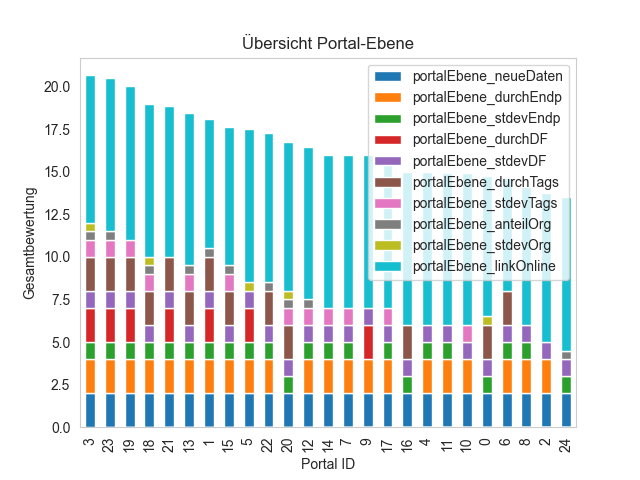 Übersicht Portal-Ebene
portalEbene_neueDaten
portalEbene_durchEndp
portalEbene_stdevEndp
portalEbene_durchDF
portalEbene_stdevDF
portalEbene_durchTags
portalEbene_stdevTags
portalEbene_anteilOrg
portalEbene_stdevOrg
portalEbene_linkOnline
Gesamtbewertung
20.0
17.5
15.0
12.5
10.0
7.5
5.0
2.5
0.0
3 23 19 18 21 13 1 15 5 22 20 12 14 7 9 17 16 4 11 10 0 6 8 2 24
Portal ID